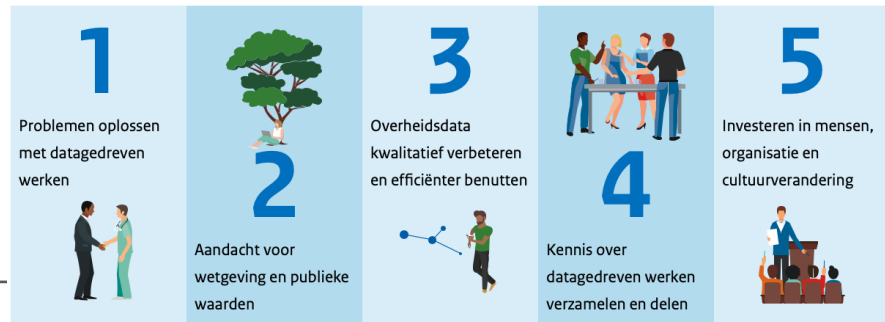 1
Problemen oplossen
met datagedreven
werken
2
Aandacht voor
wetgeving en publieke
waarden
3
Overheidsdata
kwalitatief verbeteren
en efficiënter benutten
4
Kennis over
datagedreven werken
verzamelen en delen
5
Investeren in mensen,
organisatie en
cultuurverandering